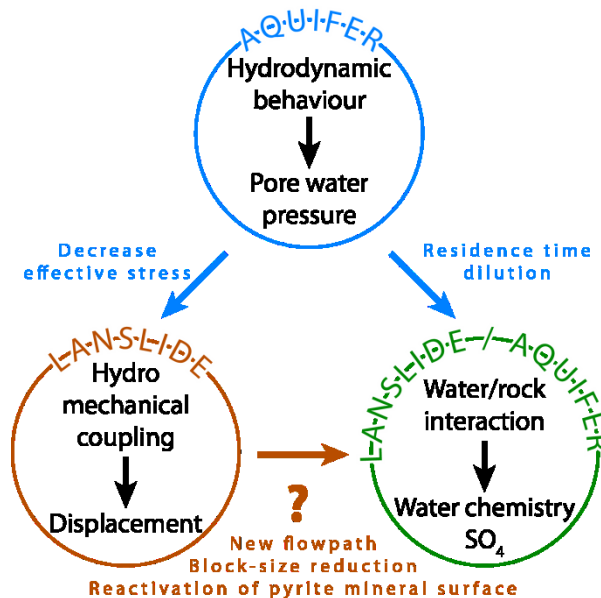 A-Q-U-I-F-E-R
Hydrodynamic
behaviour
Pore water
pressure
Decrease
effective stress
Residence time
dilution
L-A-N-S-L-I-D-E
Hydro
mechanical
coupling
Displacement
L-A-N-S-L-I-D-E-/-A-Q-U-I-F-E-R
Water/rock
interaction
Water chemistry
SO₄
?
New flowpath
Block-size reduction
Reactivation of pyrite mineral surface